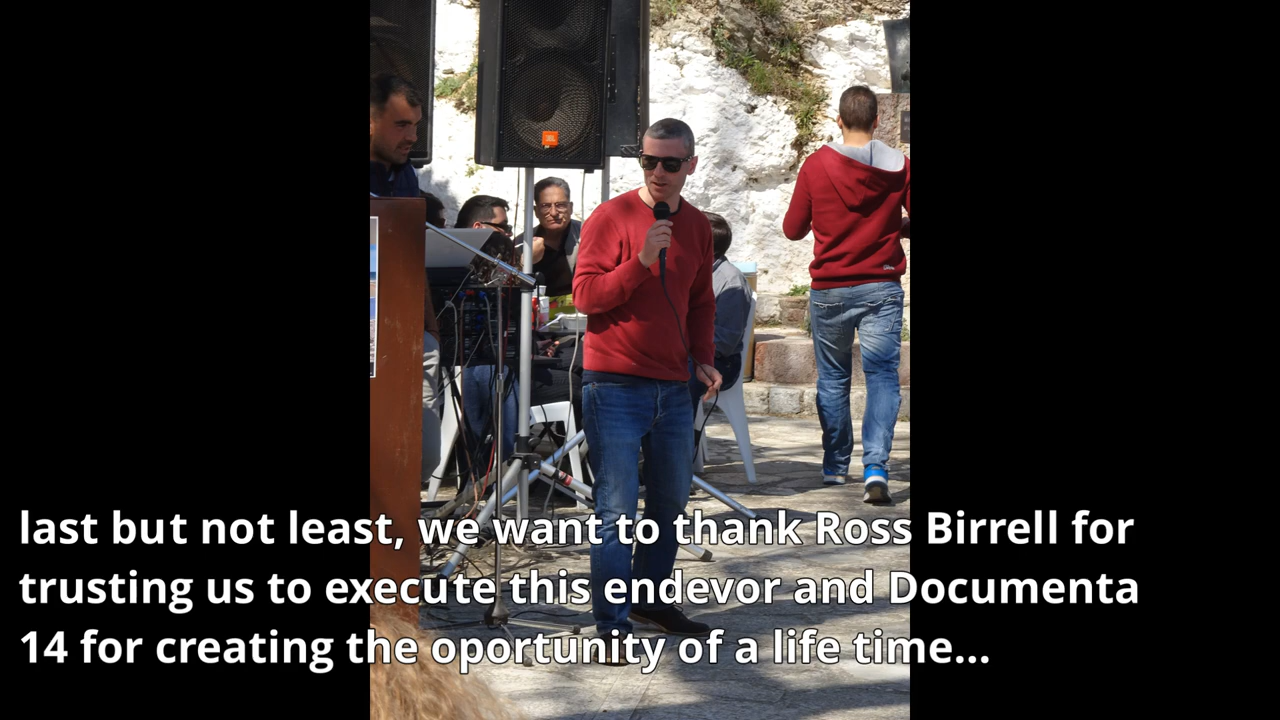 last but not least, we want to thank Ross Birrell for
trusting us to execute this endevor and Documenta
14 for creating the oportunity of a life time...